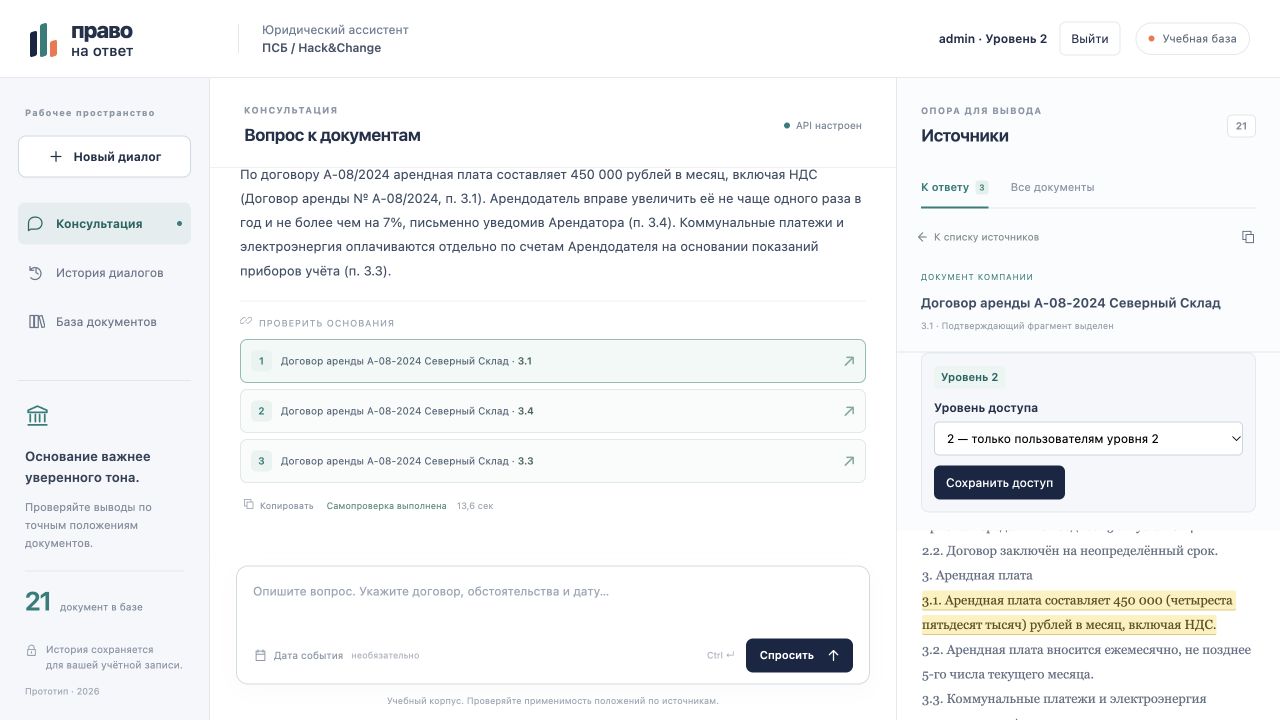 право
на ответ
Юридический ассистент
ПСБ / Hack&Change
admin · Уровень 2
Выйти
Учебная база
Рабочее пространство
Новый диалог
Консультация
История диалогов
База документов
Основание важнее
уверенного тона.
Проверяйте выводы по
точным положениям
документов.
21 документ в базе
История сохраняется
для вашей учётной записи.
Прототип · 2026
КОНСУЛЬТАЦИЯ
Вопрос к документам
API настроен
По договору А-08/2024 арендная плата составляет 450 000 рублей в месяц, включая НДС
(Договор аренды № А-08/2024, п. 3.1). Арендодатель вправе увеличить её не чаще одного раза в
год и не более чем на 7%, письменно уведомив Арендатора (п. 3.4). Коммунальные платежи и
электроэнергия оплачиваются отдельно по счетам Арендодателя на основании показаний
приборов учёта (п. 3.3).
ПРОВЕРИТЬ ОСНОВАНИЯ
1 Договор аренды А-08-2024 Северный Склад · 3.1
2 Договор аренды А-08-2024 Северный Склад · 3.4
3 Договор аренды А-08-2024 Северный Склад · 3.3
Копировать Самопроверка выполнена 13,6 сек
Опишите вопрос. Укажите договор, обстоятельства и дату…
Дата события необязательно
Ctrl ↵
Спросить
Учебный корпус. Проверяйте применимость положений по источникам.
ОПОРА ДЛЯ ВЫВОДА
Источники
21
К ответу 3
Все документы
К списку источников
ДОКУМЕНТ КОМПАНИИ
Договор аренды А-08-2024 Северный Склад
3.1 · Подтверждающий фрагмент выделен
Уровень 2
Уровень доступа
2 — только пользователям уровня 2
Сохранить доступ
2.2. Договор заключён на неопределённый срок.
3. Арендная плата
3.1. Арендная плата составляет 450 000 (четыреста
пятьдесят тысяч) рублей в месяц, включая НДС.
3.2. Арендная плата вносится ежемесячно, не позднее
5-го числа текущего месяца.
3.3. Коммунальные платежи и электроэнергия